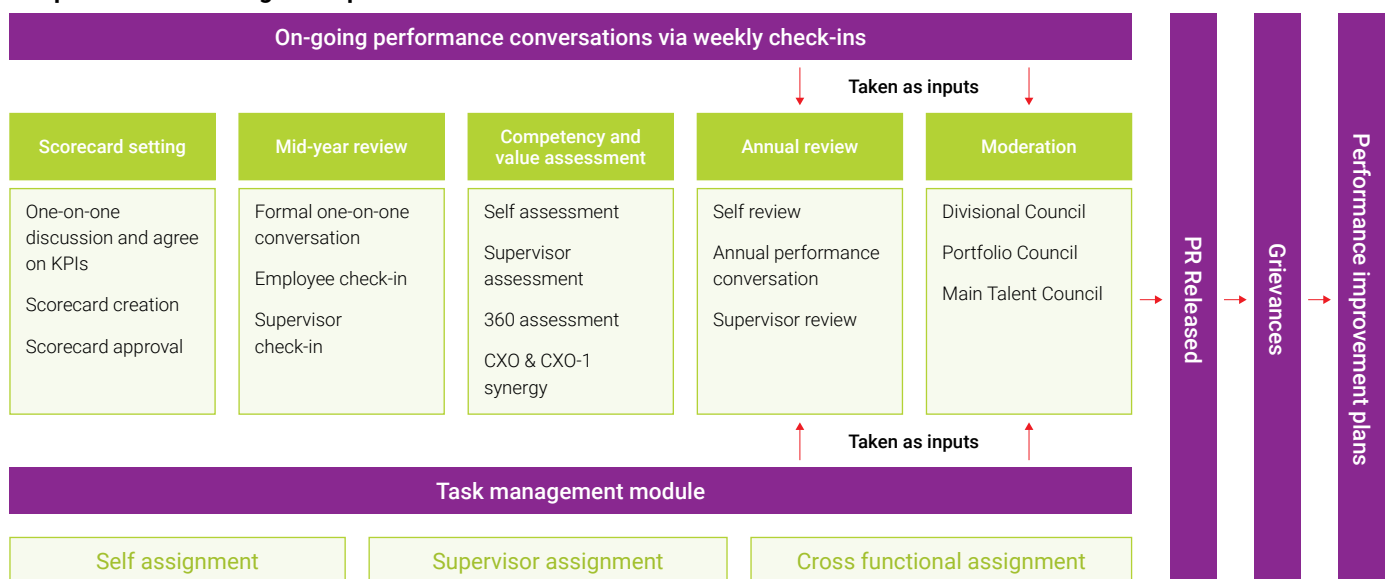 On-going performance conversations via weekly check-ins
Taken as inputs
Scorecard setting
One-on-one
discussion and agree
on KPIs
Scorecard creation
Scorecard approval
Mid-year review
Formal one-on-one
conversation
Employee check-in
Supervisor
check-in
Competency and
value assessment
Self assessment
Supervisor
assessment
360 assessment
CXO & CXO-1
synergy
Annual review
Self review
Annual performance
conversation
Supervisor review
Moderation
Divisional Council
Portfolio Council
Main Talent Council
Taken as inputs
Task management module
Self assignment
Supervisor assignment
Cross functional assignment
PR Released
Grievances
Performance improvement plans